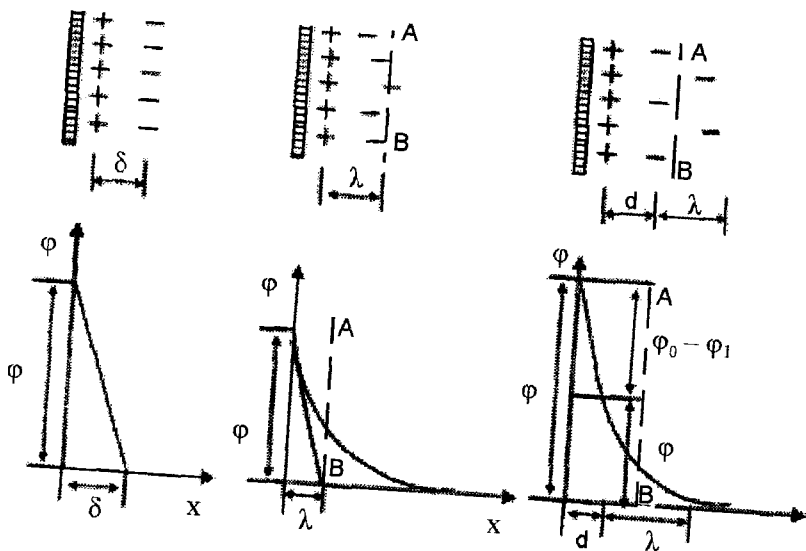 + − + − A + − A
+ − + − + −
+ − + − + −
+ − + − + −
+ − + − B + − B
δ λ d λ
φ φ φ
A A
φ₀ − φ₁
φ φ φ φ
B B
δ x λ x d λ